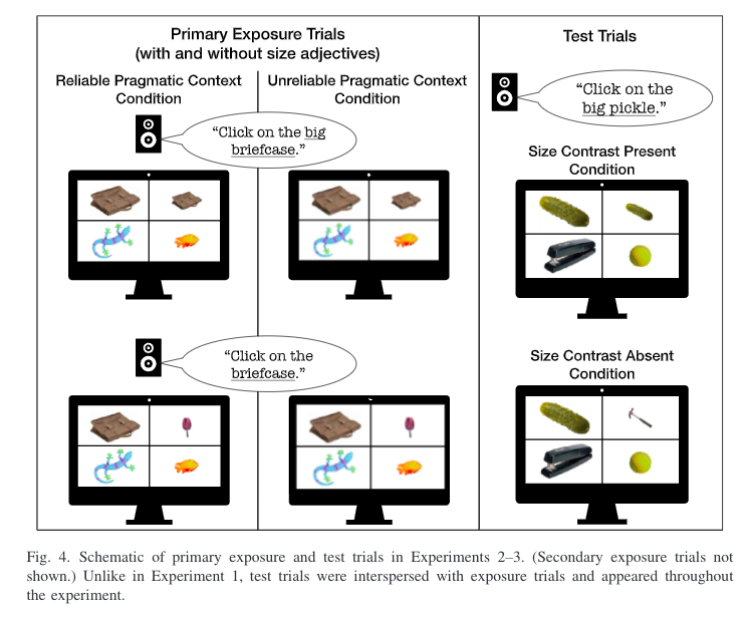 Primary Exposure Trials
(with and without size adjectives)
Reliable Pragmatic Context
Condition
Unreliable Pragmatic Context
Condition
“Click on the big
briefcase.”
“Click on the
briefcase.”
Test Trials
“Click on the
big pickle.”
Size Contrast Present
Condition
Size Contrast Absent
Condition
Fig. 4. Schematic of primary exposure and test trials in Experiments 2–3. (Secondary exposure trials not
shown.) Unlike in Experiment 1, test trials were interspersed with exposure trials and appeared throughout
the experiment.